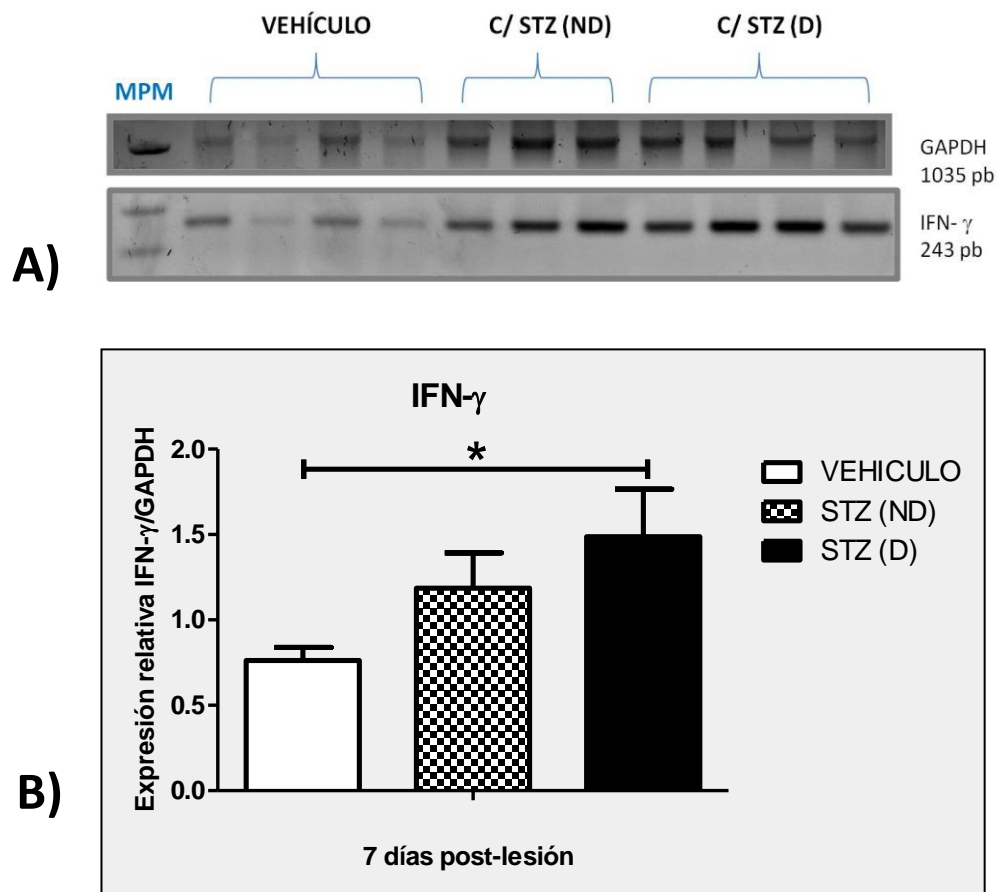 VEHÍCULO C/ STZ (ND) C/ STZ (D)
MPM
GAPDH
1035 pb
IFN- γ
243 pb
A)
IFN-γ
*
Expresión relativa IFN-γ/GAPDH
2.0
1.5
1.0
0.5
0.0
VEHICULO
STZ (ND)
STZ (D)
B)
7 días post-lesión